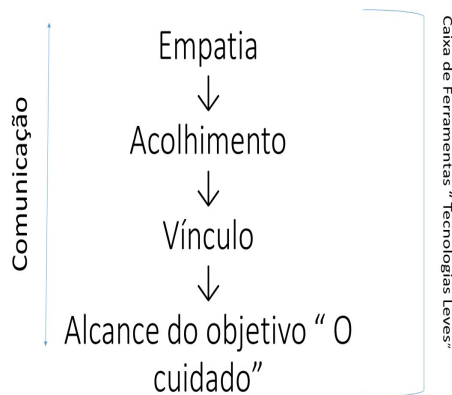 Comunicação
Empatia
Acolhimento
Vínculo
Alcance do objetivo “ O
cuidado”
Caixa de Ferramentas “ Tecnologias Leves”